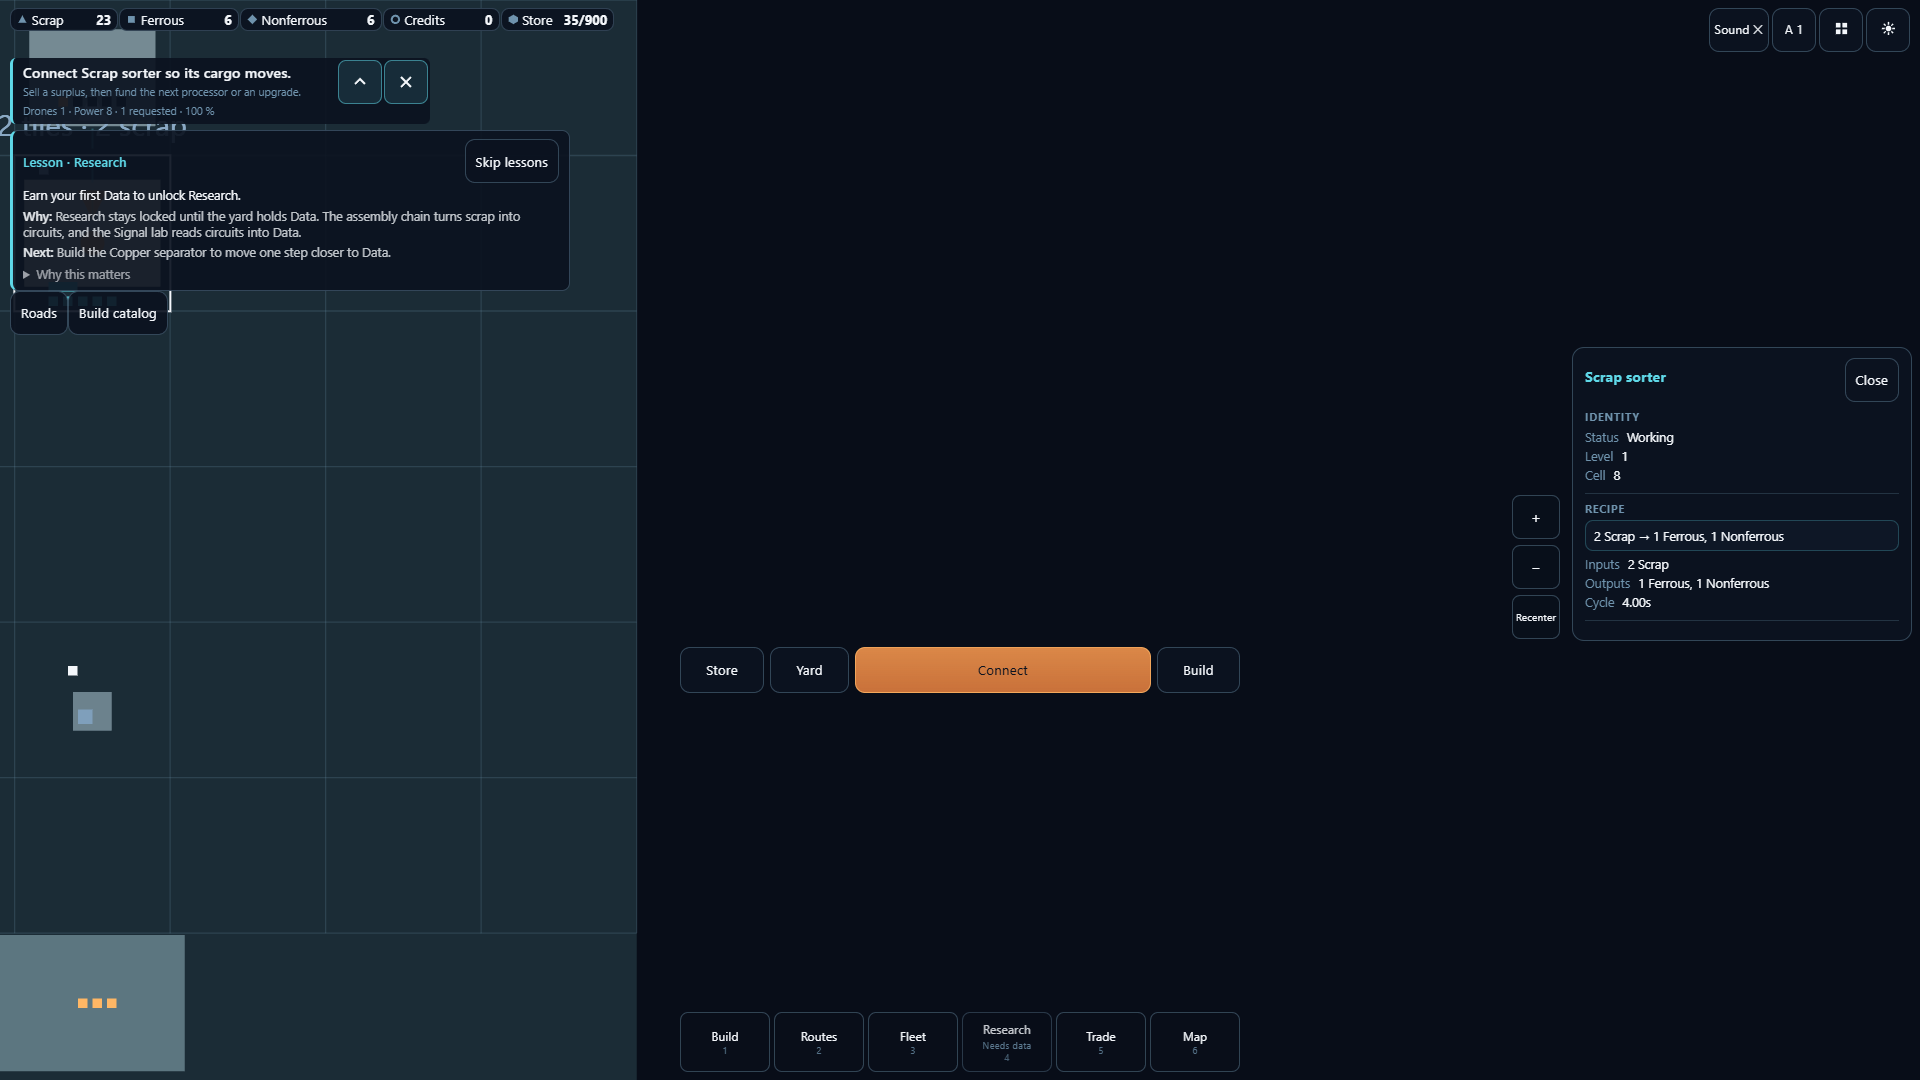 Scrap 23 Ferrous 6 Nonferrous 6 Credits 0 Store 35/900
Sound A 1
Connect Scrap sorter so its cargo moves.
Sell a surplus, then fund the next processor or an upgrade.
Drones 1 · Power 8 · 1 requested · 100 %
2 tiles · 2 scrap
Lesson · Research
Skip lessons
Earn your first Data to unlock Research.
Why: Research stays locked until the yard holds Data. The assembly chain turns scrap into
circuits, and the Signal lab reads circuits into Data.
Next: Build the Copper separator to move one step closer to Data.
Why this matters
Roads Build catalog
Scrap sorter
Close
IDENTITY
Status Working
Level 1
Cell 8
RECIPE
2 Scrap → 1 Ferrous, 1 Nonferrous
Inputs 2 Scrap
Outputs 1 Ferrous, 1 Nonferrous
Cycle 4.00s
+
−
Recenter
Store Yard Connect Build
Build
1
Routes
2
Fleet
3
Research
Needs data
4
Trade
5
Map
6